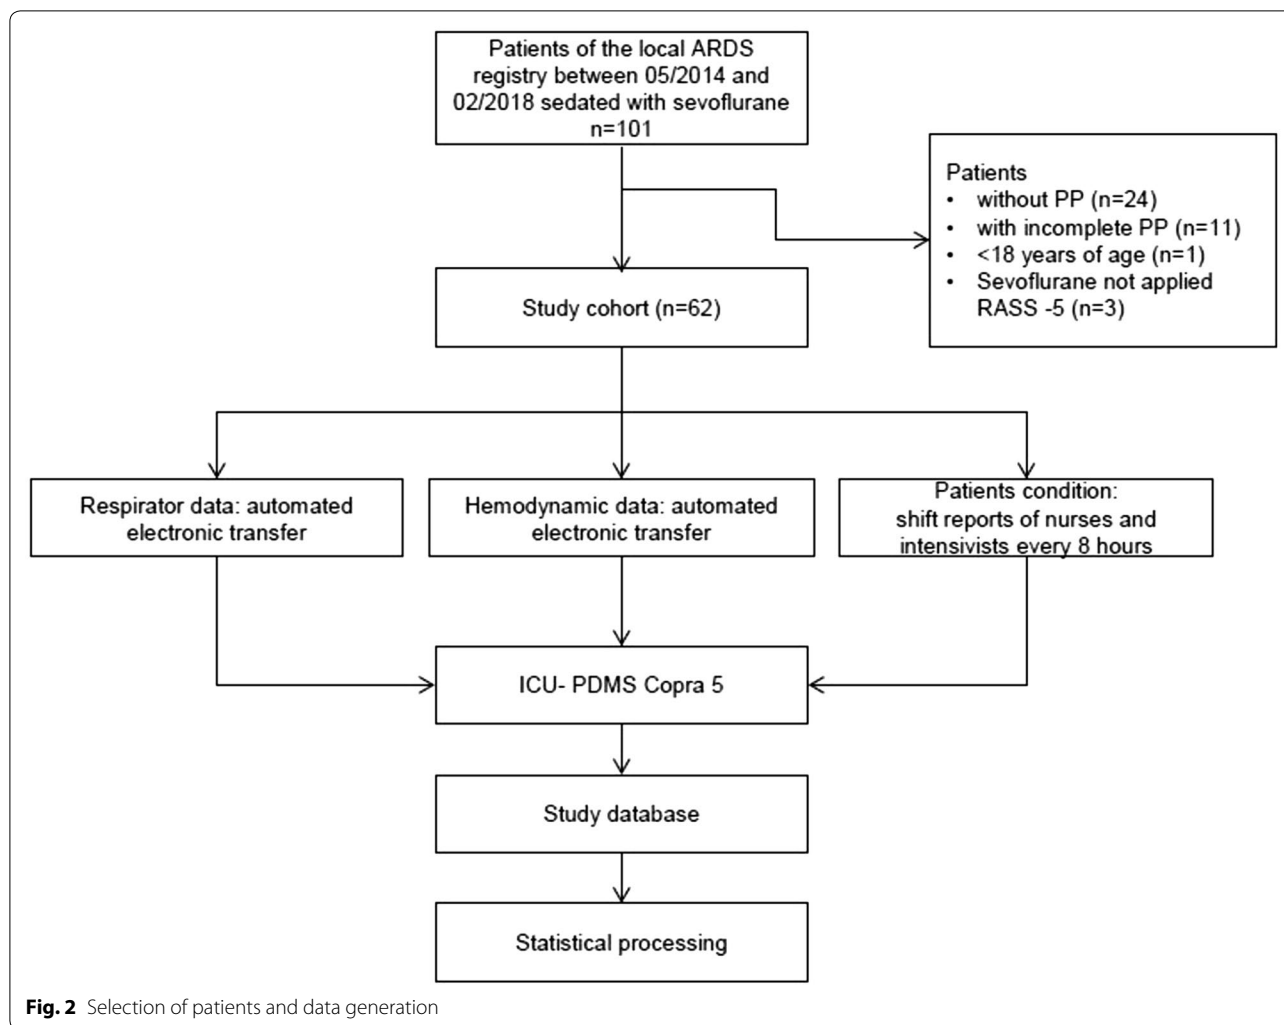 Patients of the local ARDS
registry between 05/2014 and
02/2018 sedated with sevoflurane
n=101
Patients
• without PP (n=24)
• with incomplete PP (n=11)
• <18 years of age (n=1)
• Sevoflurane not applied
RASS -5 (n=3)
Study cohort (n=62)
Respirator data: automated
electronic transfer
Hemodynamic data: automated
electronic transfer
Patients condition:
shift reports of nurses and
intensivists every 8 hours
ICU- PDMS Copra 5
Study database
Statistical processing
Fig. 2 Selection of patients and data generation